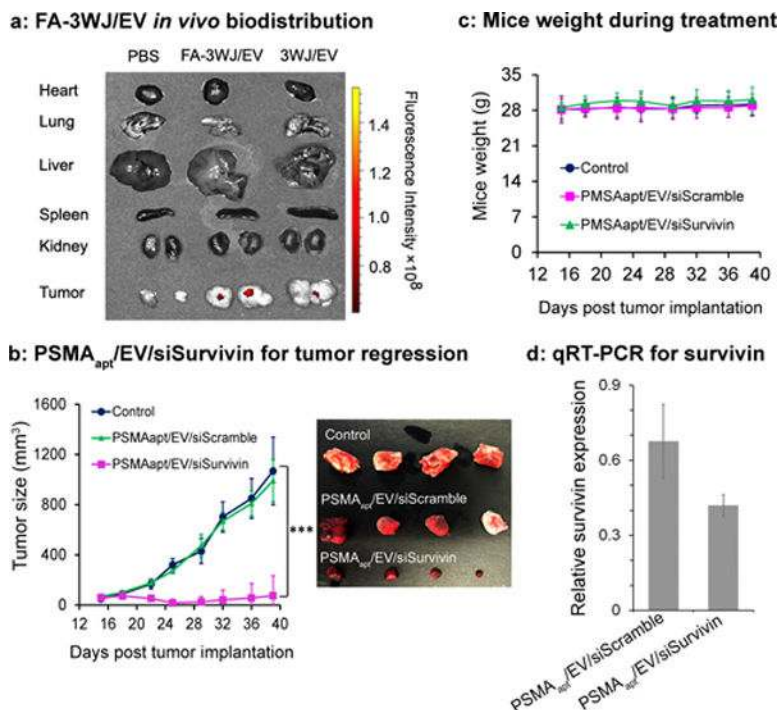 a: FA-3WJ/EV in vivo biodistribution
PBS FA-3WJ/EV 3WJ/EV
Heart
Lung
Liver
Spleen
Kidney
Tumor
1.4
1.2
1.0
0.8
Fluorescence Intensity ×10⁸
c: Mice weight during treatment
Mice weight (g)
35
28
21
14
7
0
Control
PMSAapt/EV/siScramble
PMSAapt/EV/siSurvivin
12 16 20 24 28 32 36 40
Days post tumor implantation
b: PSMAapt/EV/siSurvivin for tumor regression
Tumor size (mm³)
1600
1200
800
400
0
Control
PSMAapt/EV/siScramble
PSMAapt/EV/siSurvivin
***
12 16 20 24 28 32 36 40
Days post tumor implantation
Control
PSMAapt/EV/siScramble
PSMAapt/EV/siSurvivin
d: qRT-PCR for survivin
Relative survivin expression
0.9
0.6
0.3
0
PSMAapt/EV/siScramble
PSMAapt/EV/siSurvivin